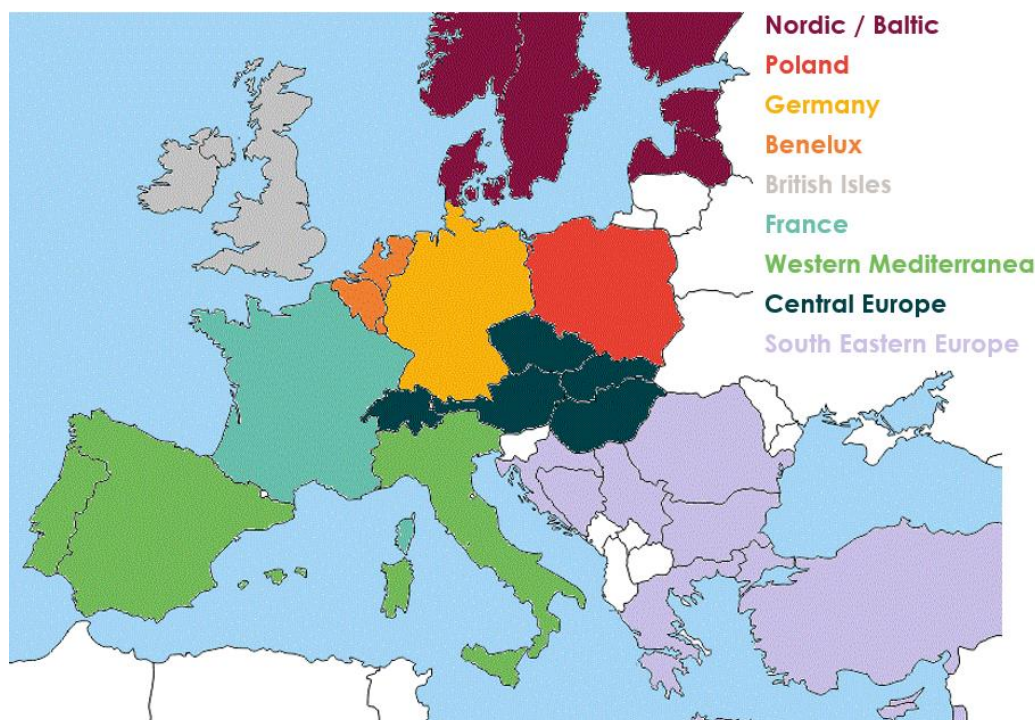 Nordic / Baltic
Poland
Germany
Benelux
British Isles
France
Western Mediterranea
Central Europe
South Eastern Europe